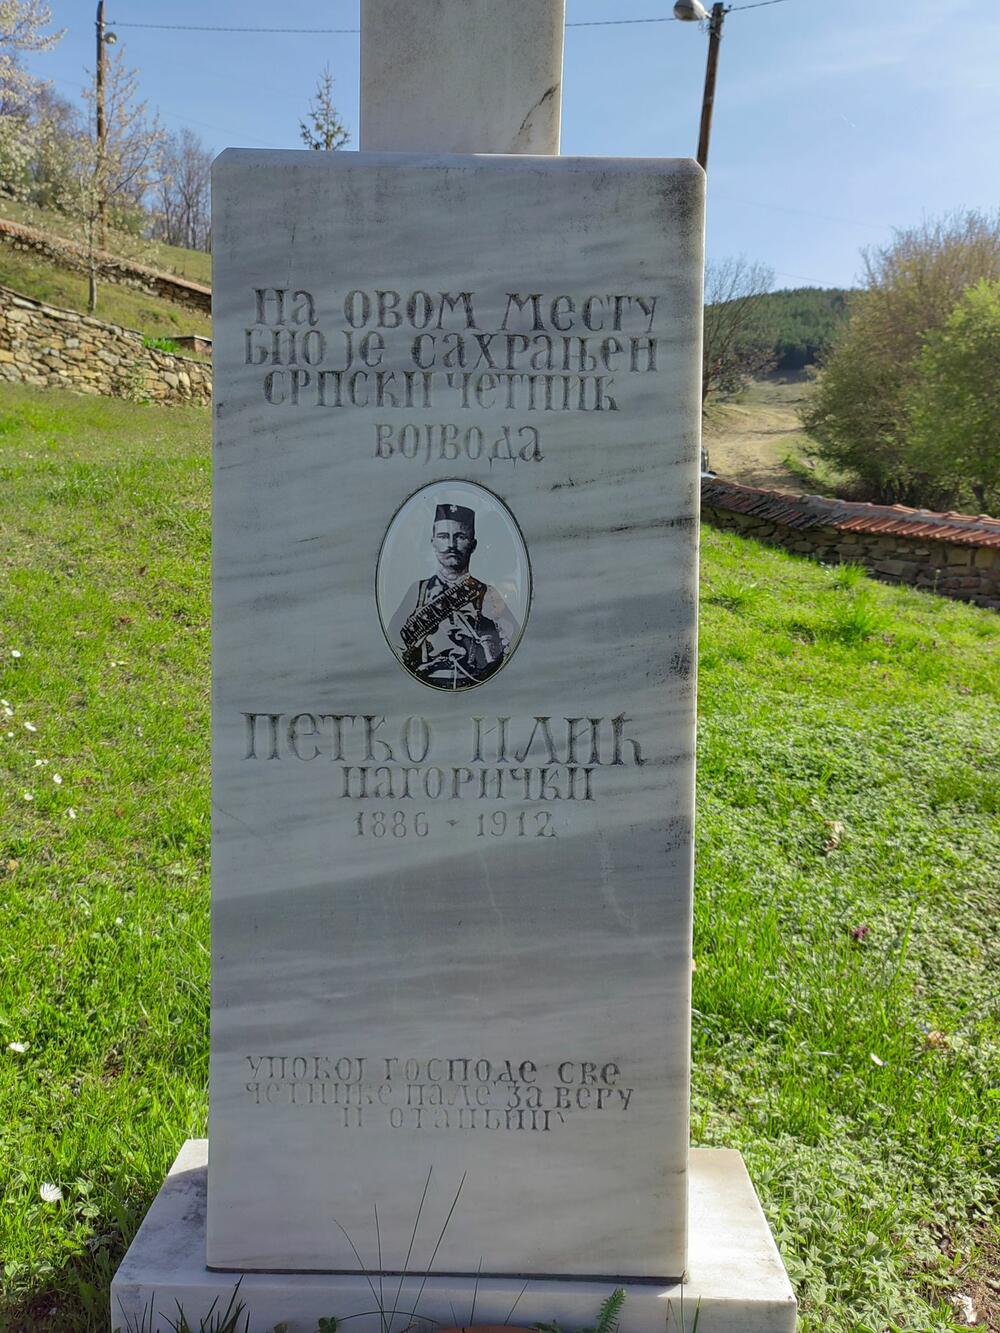 На овом месту
био је сахрањен
српски четник
војвода
Петко Илић
Нагорички
1886 - 1912
упокој господе све
четнике пале за веру
и отаџбину